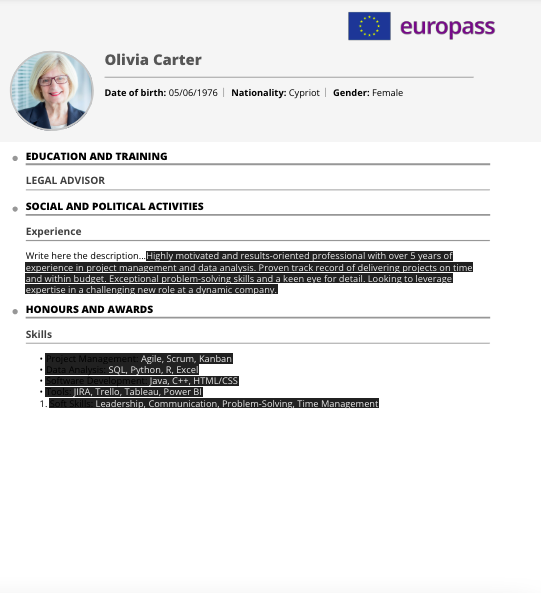 europass
Olivia Carter
Date of birth: 05/06/1976 | Nationality: Cypriot | Gender: Female
EDUCATION AND TRAINING
LEGAL ADVISOR
SOCIAL AND POLITICAL ACTIVITIES
Experience
Write here the description...Highly motivated and results-oriented professional with over 5 years of
experience in project management and data analysis. Proven track record of delivering projects on time
and within budget. Exceptional problem-solving skills and a keen eye for detail. Looking to leverage
expertise in a challenging new role at a dynamic company.
HONOURS AND AWARDS
Skills
• Project Management: Agile, Scrum, Kanban
• Data Analysis: SQL, Python, R, Excel
• Software Development: Java, C++, HTML/CSS
• Tools: JIRA, Trello, Tableau, Power BI
1. Soft Skills: Leadership, Communication, Problem-Solving, Time Management